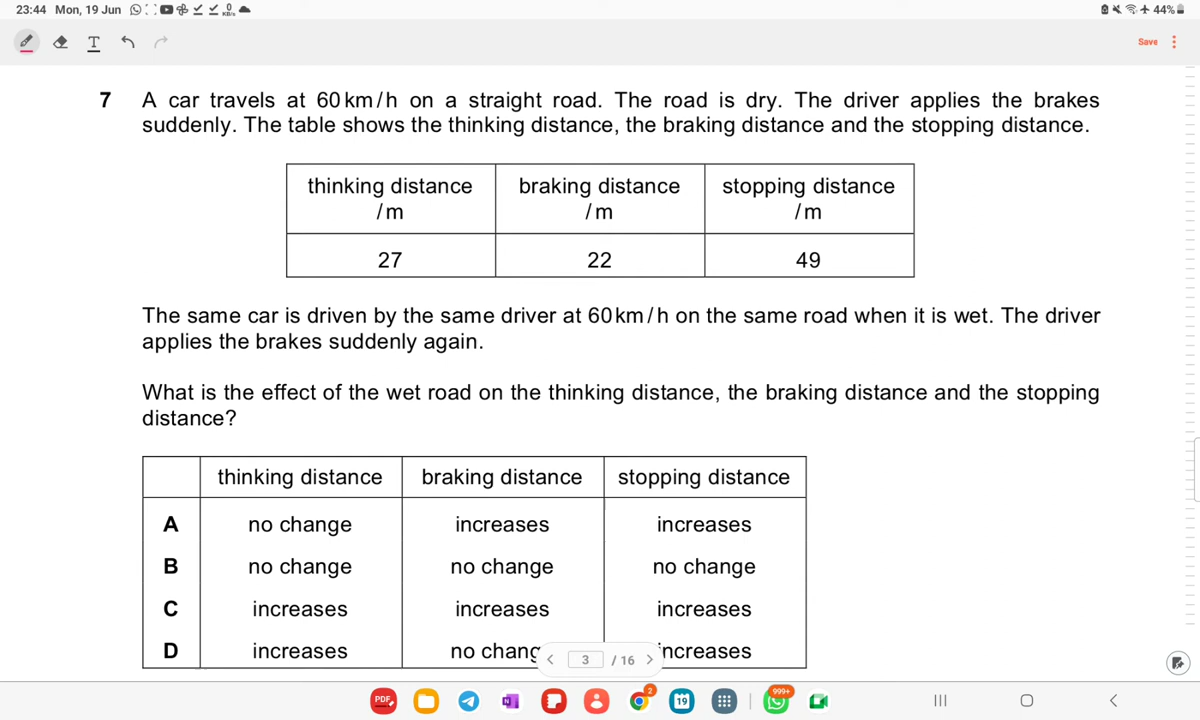 23:44 Mon, 19 Jun 0 KB/s 44%
T Save
7 A car travels at 60 km/h on a straight road. The road is dry. The driver applies the brakes
suddenly. The table shows the thinking distance, the braking distance and the stopping distance.
thinking distance braking distance stopping distance
/m /m /m
27 22 49
The same car is driven by the same driver at 60 km/h on the same road when it is wet. The driver
applies the brakes suddenly again.
What is the effect of the wet road on the thinking distance, the braking distance and the stopping
distance?
thinking distance braking distance stopping distance
A no change increases increases
B no change no change no change
C increases increases increases
D increases no chang ncreases
3 / 16
PDF N 2 19 999+